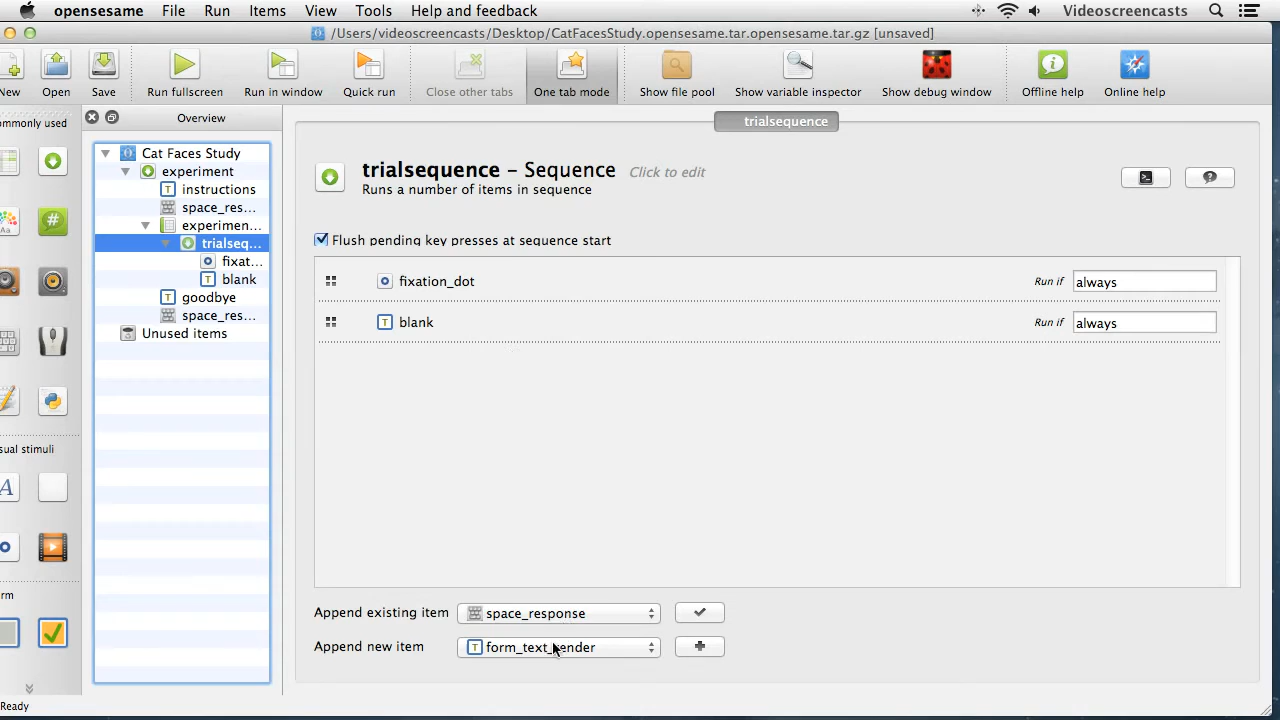 opensesame File Run Items View Tools Help and feedback Videoscreencasts
/Users/videoscreencasts/Desktop/CatFacesStudy.opensesame.tar.opensesame.tar.gz [unsaved]
New Open Save Run fullscreen Run in window Quick run Close other tabs One tab mode Show file pool Show variable inspector Show debug window Offline help Online help
ommonly used
Overview
trialsequence
Cat Faces Study
experiment
instructions
space_res...
experimen...
trialseq...
fixat...
blank
goodbye
space_res...
Unused items
sual stimuli
A
rm
trialsequence – Sequence Click to edit
Runs a number of items in sequence
Flush pending key presses at sequence start
fixation_dot Run if always
T blank Run if always
Append existing item space_response
Append new item T form_text_render
Ready